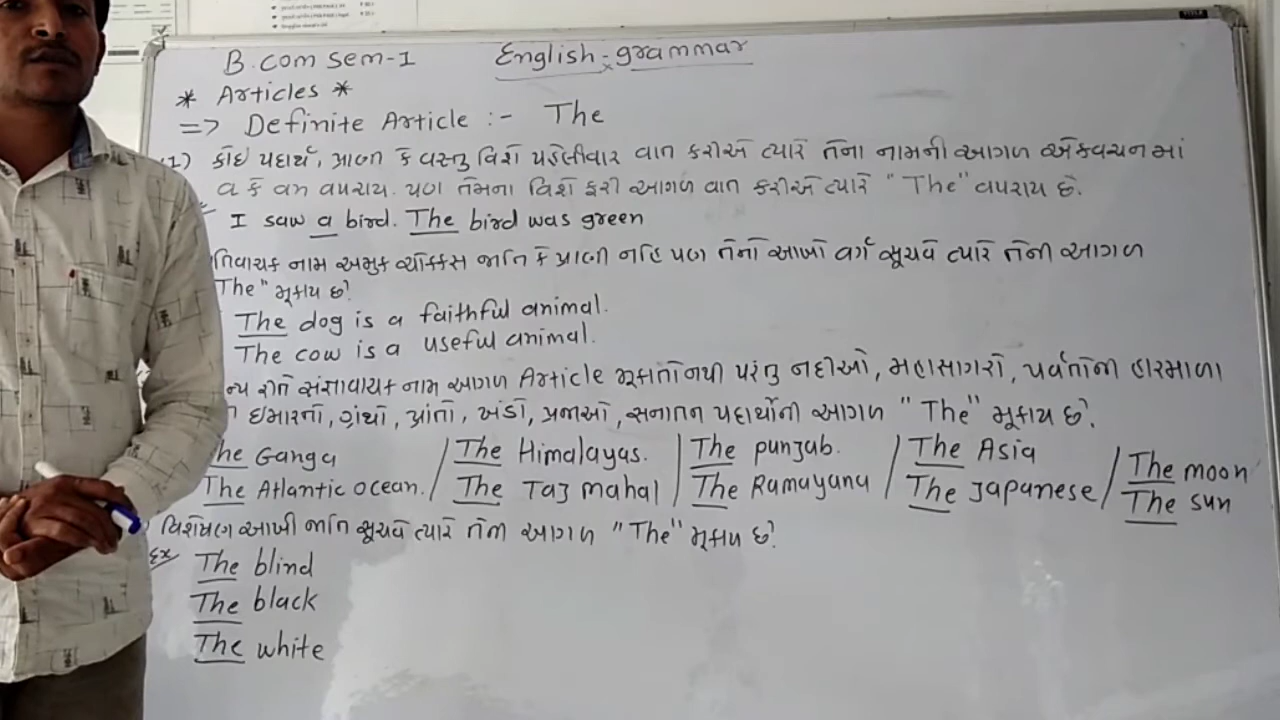 B.com sem-1 English-grammar
* Articles *
=> Definite Article :- The
1) કોઇ પદાર્થ, પ્રાણી કે વસ્તુ વિશે પહેલીવાર વાત કરીએ ત્યારે તેના નામની આગળ એકવચનમાં
a કે an વપરાય. પણ તેમના વિશે ફરી આગળ વાત કરીએ ત્યારે "The" વપરાય છે.
I saw a bird. The bird was green
તિવાચક નામ અમુક ચોક્કસ જાતિ કે પ્રાણી નહિ પણ તેનો આખો વર્ગ સૂચવે ત્યારે તેની આગળ
The" મૂકાય છે.
The dog is a faithful animal.
The cow is a useful animal.
ન્ય રીતે સંજ્ઞાવાચક નામ આગળ Article મૂકાતો નથી પરંતુ નદીઓ, મહાસાગરો, પર્વતોની હારમાળા
ઇમારતો, ગ્રંથો, પ્રાંતો, ખંડો, પ્રજાઓ, સનાતન પદાર્થોની આગળ "The" મૂકાય છે.
The Ganga / The Himalayas. | The punjab. / The Asia / The moon
The Atlantic ocean. / The Taj mahal | The Ramayana / The Japanese / The sun
વિશેષણ આખી જાતિ સૂચવે ત્યારે તેની આગળ "The" મૂકાય છે.
Ex The blind
The black
The white